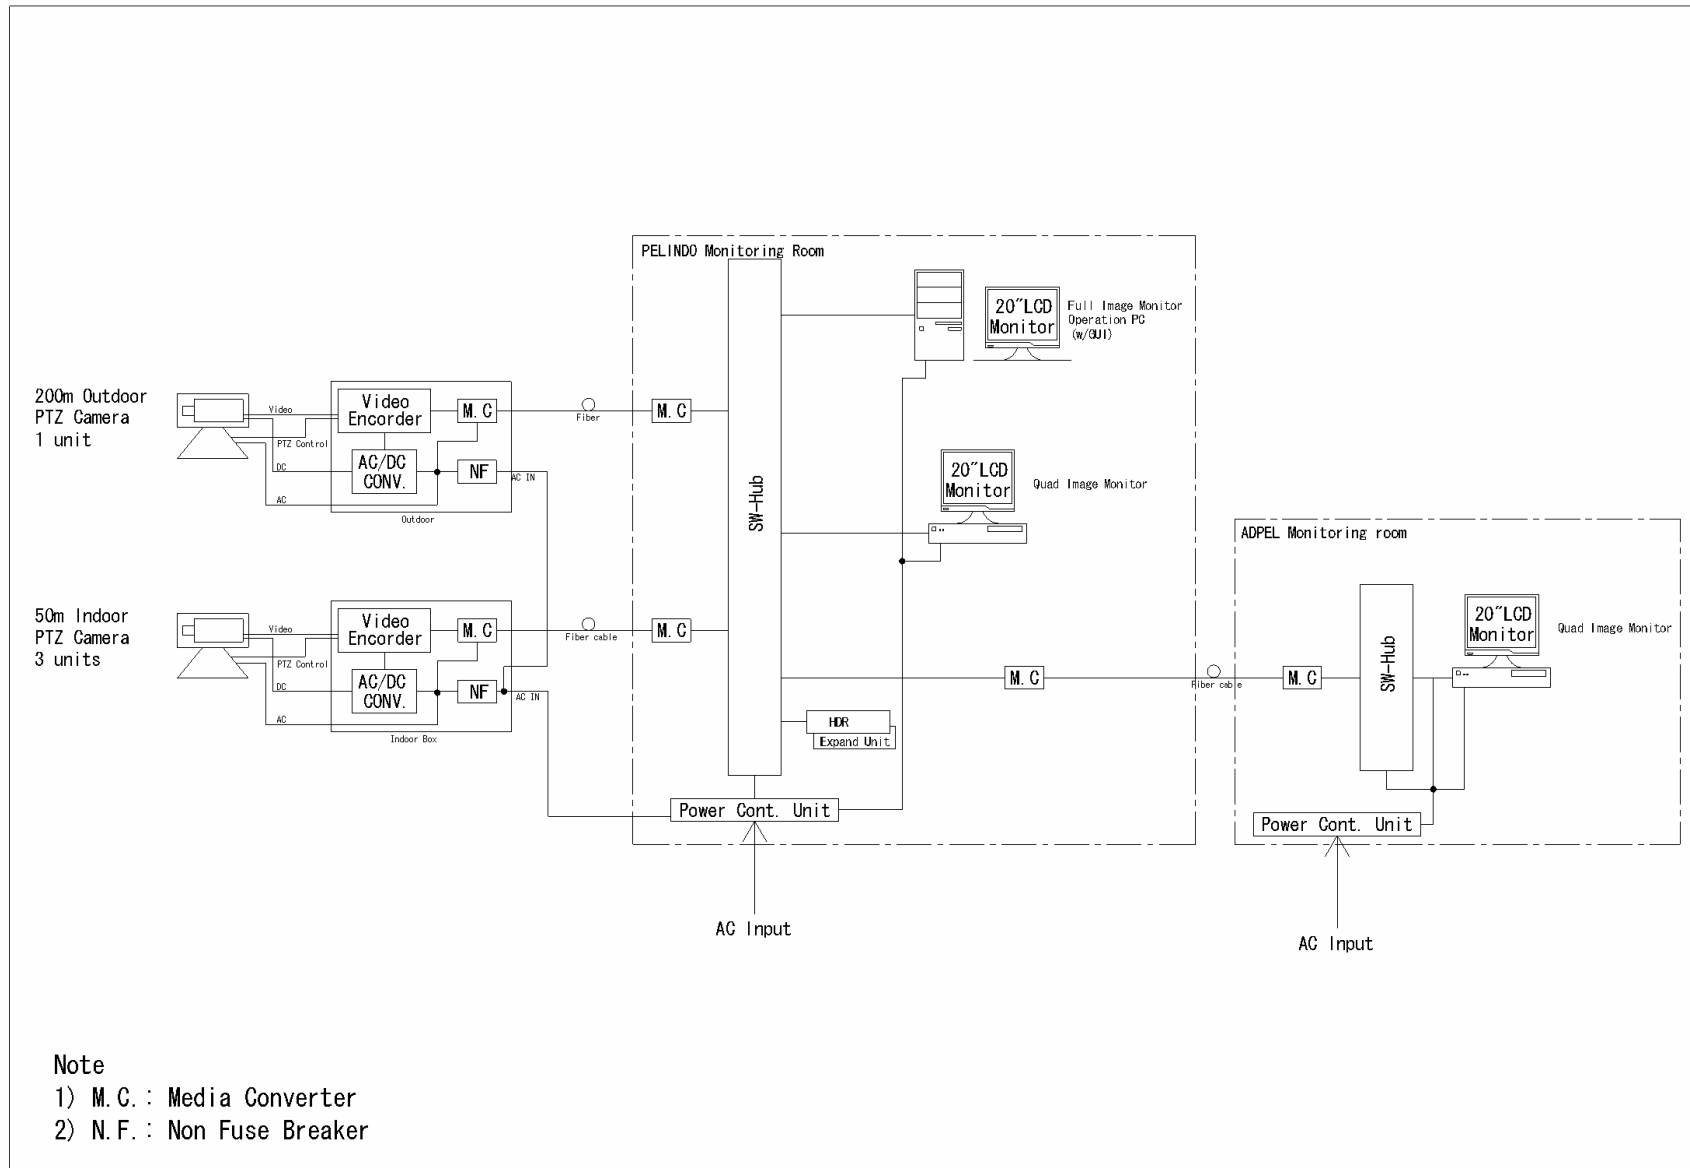 PELINDO Monitoring Room
20"LCD
Monitor
Full Image Monitor
Operation PC
(w/GUI)
200m Outdoor
PTZ Camera
1 unit
Video
PTZ Control
DC
AC
Video
Encorder
M.C
AC/DC
CONV.
NF
AC IN
Outdoor
Fiber
M.C
SW-Hub
20"LCD
Monitor
Quad Image Monitor
50m Indoor
PTZ Camera
3 units
Video
PTZ Control
DC
AC
Video
Encorder
M.C
AC/DC
CONV.
NF
AC IN
Indoor Box
Fiber cable
M.C
M.C
Fiber cable
HDR
Expand Unit
Power Cont. Unit
AC Input
ADPEL Monitoring room
M.C
SW-Hub
20"LCD
Monitor
Quad Image Monitor
Power Cont. Unit
AC Input
Note
1) M.C.: Media Converter
2) N.F.: Non Fuse Breaker